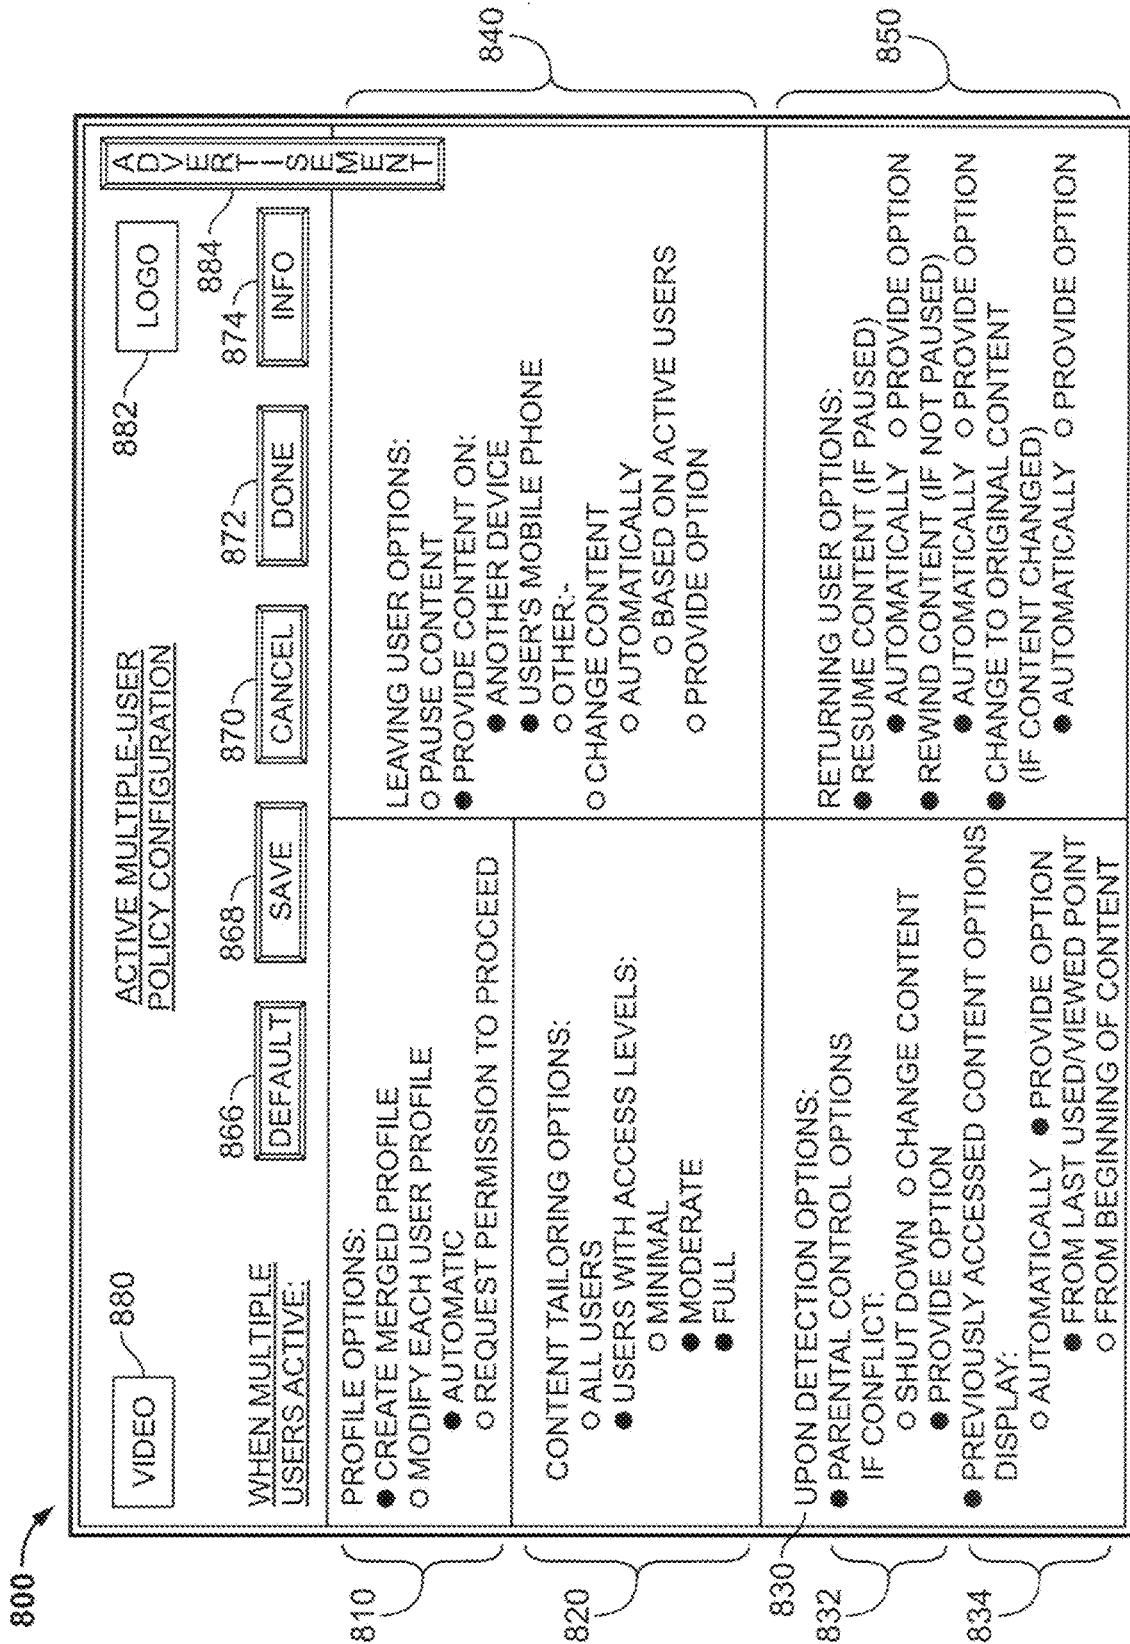 800
VIDEO
880
ACTIVE MULTIPLE-USER
POLICY CONFIGURATION
882
LOGO
884
ADVERTISEMENT
WHEN MULTIPLE
USERS ACTIVE:
866
DEFAULT
868
SAVE
870
CANCEL
872
DONE
874
INFO
810
PROFILE OPTIONS:
● CREATE MERGED PROFILE
○ MODIFY EACH USER PROFILE
● AUTOMATIC
○ REQUEST PERMISSION TO PROCEED
820
CONTENT TAILORING OPTIONS:
○ ALL USERS
● USERS WITH ACCESS LEVELS:
○ MINIMAL
● MODERATE
● FULL
840
LEAVING USER OPTIONS:
○ PAUSE CONTENT
● PROVIDE CONTENT ON:
● ANOTHER DEVICE
● USER'S MOBILE PHONE
○ OTHER:-
○ CHANGE CONTENT
○ AUTOMATICALLY
○ BASED ON ACTIVE USERS
○ PROVIDE OPTION
830
UPON DETECTION OPTIONS:
832
● PARENTAL CONTROL OPTIONS
IF CONFLICT:
○ SHUT DOWN ○ CHANGE CONTENT
● PROVIDE OPTION
834
● PREVIOUSLY ACCESSED CONTENT OPTIONS
DISPLAY:
○ AUTOMATICALLY ● PROVIDE OPTION
● FROM LAST USED/VIEWED POINT
○ FROM BEGINNING OF CONTENT
850
RETURNING USER OPTIONS:
● RESUME CONTENT (IF PAUSED)
● AUTOMATICALLY ○ PROVIDE OPTION
● REWIND CONTENT (IF NOT PAUSED)
● AUTOMATICALLY ○ PROVIDE OPTION
● CHANGE TO ORIGINAL CONTENT
(IF CONTENT CHANGED)
● AUTOMATICALLY ○ PROVIDE OPTION